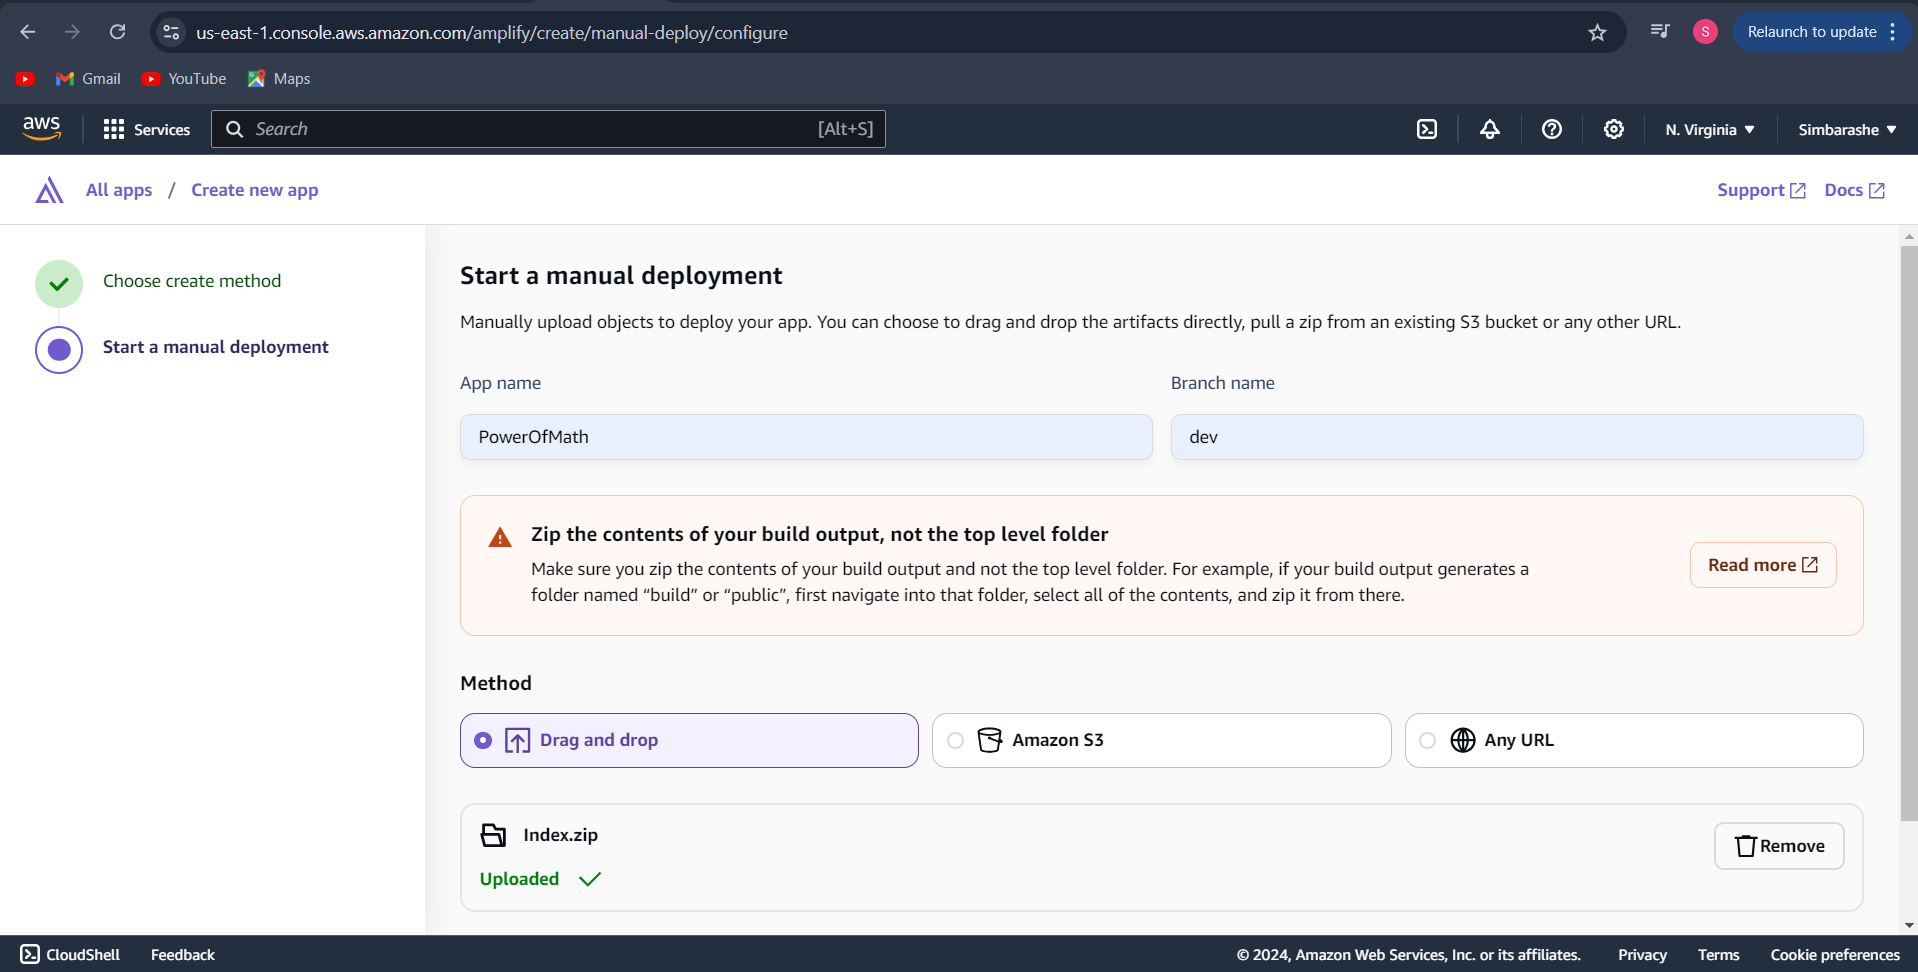 us-east-1.console.aws.amazon.com/amplify/create/manual-deploy/configure
S
Relaunch to update
Gmail
YouTube
Maps
aws
Services
Search
[Alt+S]
N. Virginia
Simbarashe
All apps / Create new app
Support
Docs
Choose create method
Start a manual deployment
Start a manual deployment
Manually upload objects to deploy your app. You can choose to drag and drop the artifacts directly, pull a zip from an existing S3 bucket or any other URL.
App name
Branch name
PowerOfMath
dev
Zip the contents of your build output, not the top level folder
Make sure you zip the contents of your build output and not the top level folder. For example, if your build output generates a
folder named “build” or “public”, first navigate into that folder, select all of the contents, and zip it from there.
Read more
Method
Drag and drop
Amazon S3
Any URL
Index.zip
Uploaded
Remove
CloudShell
Feedback
© 2024, Amazon Web Services, Inc. or its affiliates.
Privacy
Terms
Cookie preferences